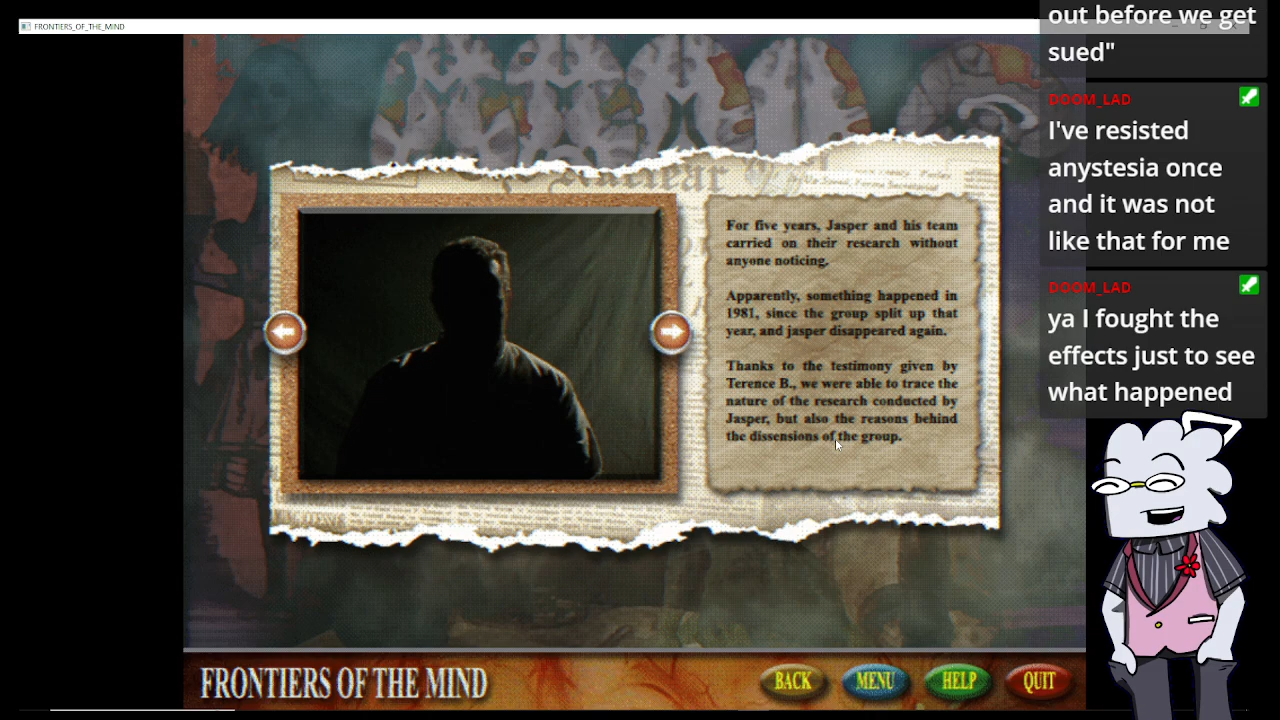 FRONTIERS_OF_THE_MIND
out before we get
sued"
DOOM_LAD
I've resisted
anystesia once
and it was not
like that for me
DOOM_LAD
ya I fought the
effects just to see
what happened
Nuclear
For five years, Jasper and his team
carried on their research without
anyone noticing.
Apparently, something happened in
1981, since the group split up that
year, and jasper disappeared again.
Thanks to the testimony given by
Terence B., we were able to trace the
nature of the research conducted by
Jasper, but also the reasons behind
the dissensions of the group.
FRONTIERS OF THE MIND
BACK
MENU
HELP
QUIT